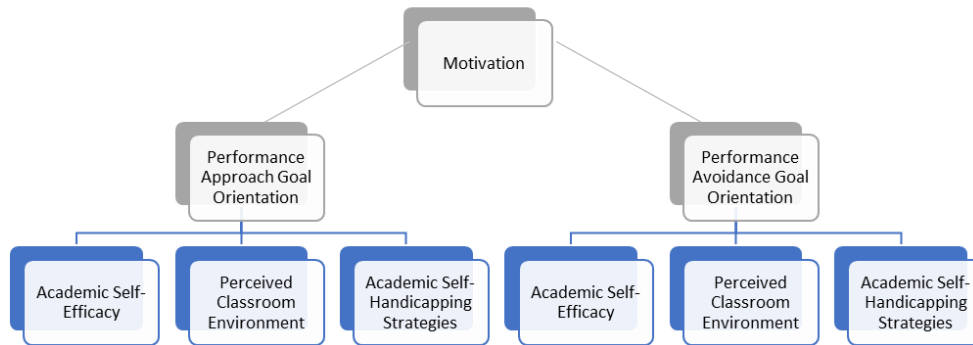 Motivation
Performance
Approach Goal
Orientation
Performance
Avoidance Goal
Orientation
Academic Self-
Efficacy
Perceived
Classroom
Environment
Academic Self-
Handicapping
Strategies
Academic Self-
Efficacy
Perceived
Classroom
Environment
Academic Self-
Handicapping
Strategies